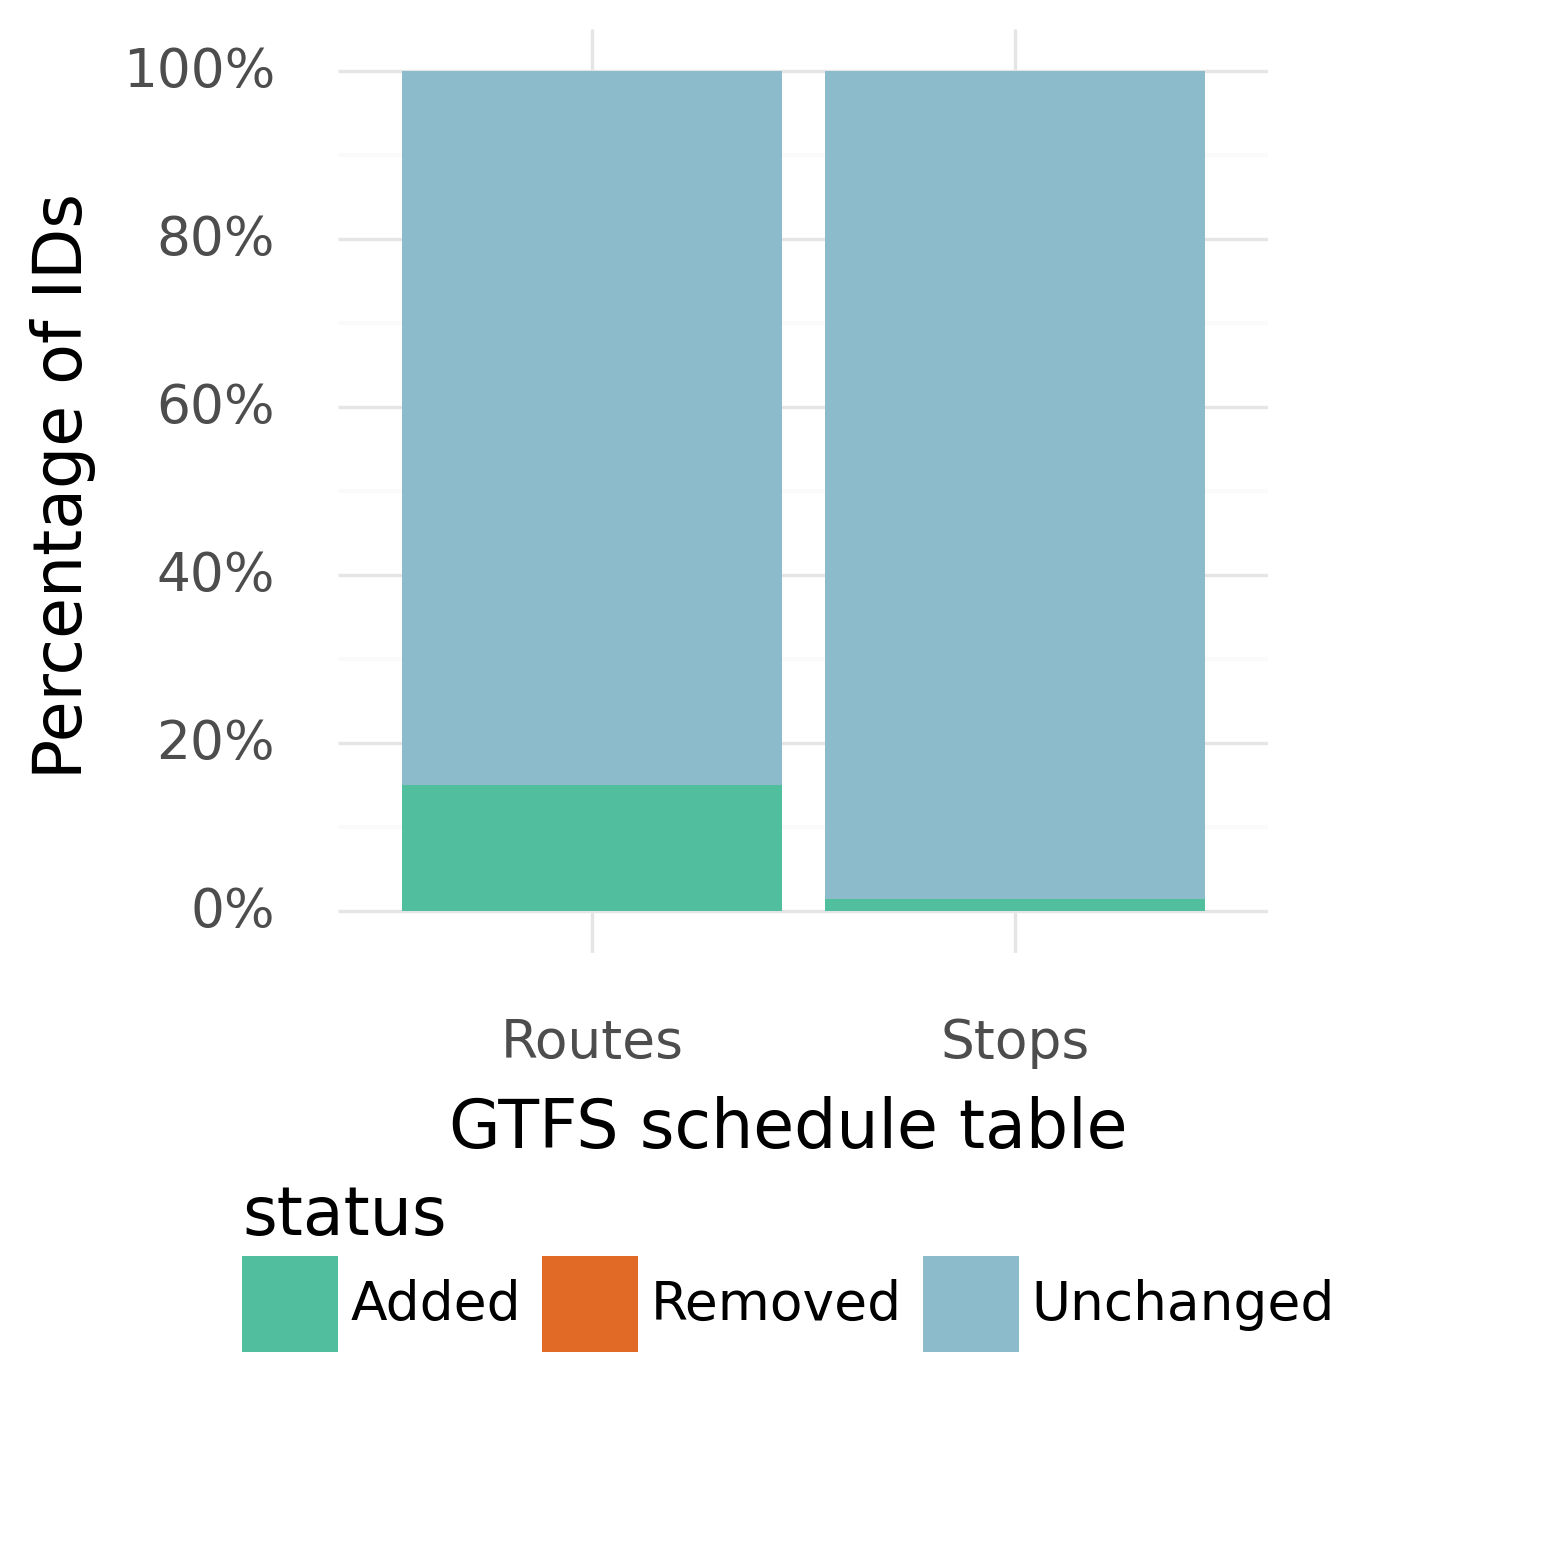 100%
80%
60%
40%
20%
0%
Percentage of IDs
Routes
Stops
GTFS schedule table
status
Added
Removed
Unchanged